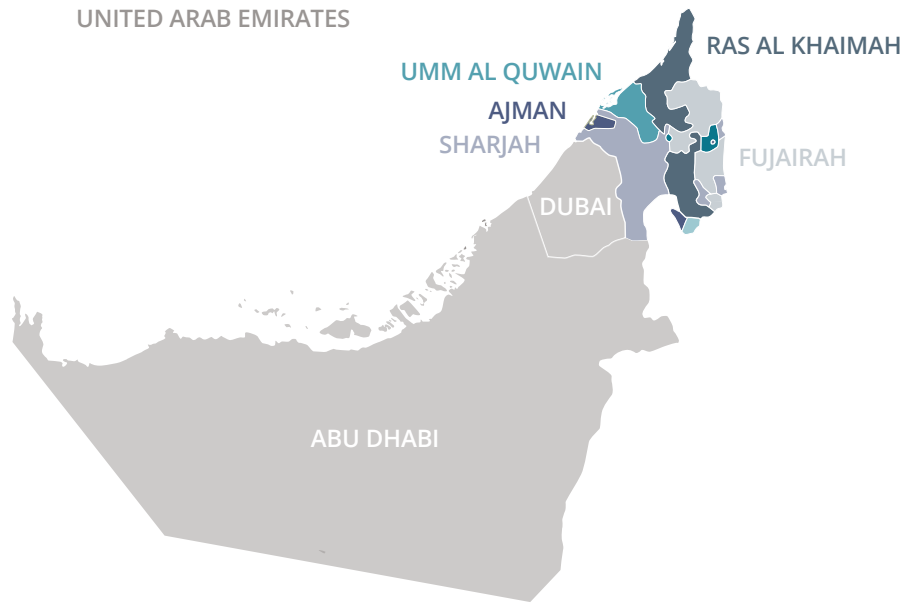 UNITED ARAB EMIRATES
RAS AL KHAIMAH
UMM AL QUWAIN
AJMAN
SHARJAH
FUJAIRAH
DUBAI
ABU DHABI